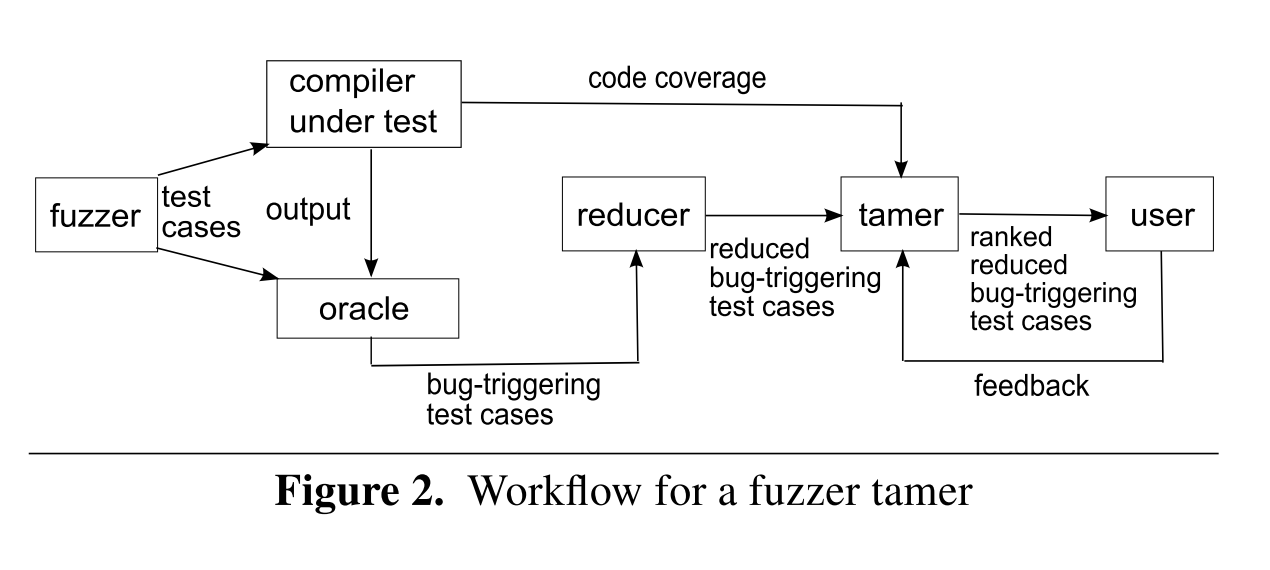 compiler
under test
code coverage
fuzzer
test
cases
output
reducer
tamer
user
reduced
bug-triggering
test cases
ranked
reduced
bug-triggering
test cases
oracle
bug-triggering
test cases
feedback
Figure 2. Workflow for a fuzzer tamer